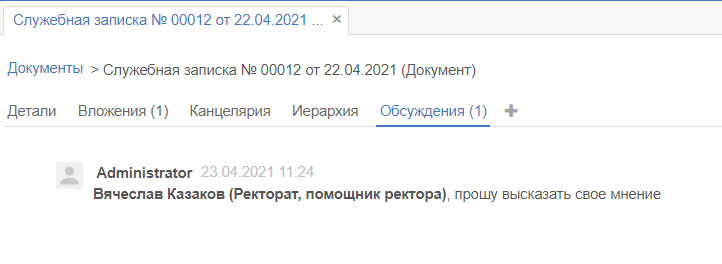 Служебная записка № 00012 от 22.04.2021 ... ×
Документы > Служебная записка № 00012 от 22.04.2021 (Документ)
Детали Вложения (1) Канцелярия Иерархия Обсуждения (1) +
Administrator 23.04.2021 11:24
Вячеслав Казаков (Ректорат, помощник ректора), прошу высказать свое мнение